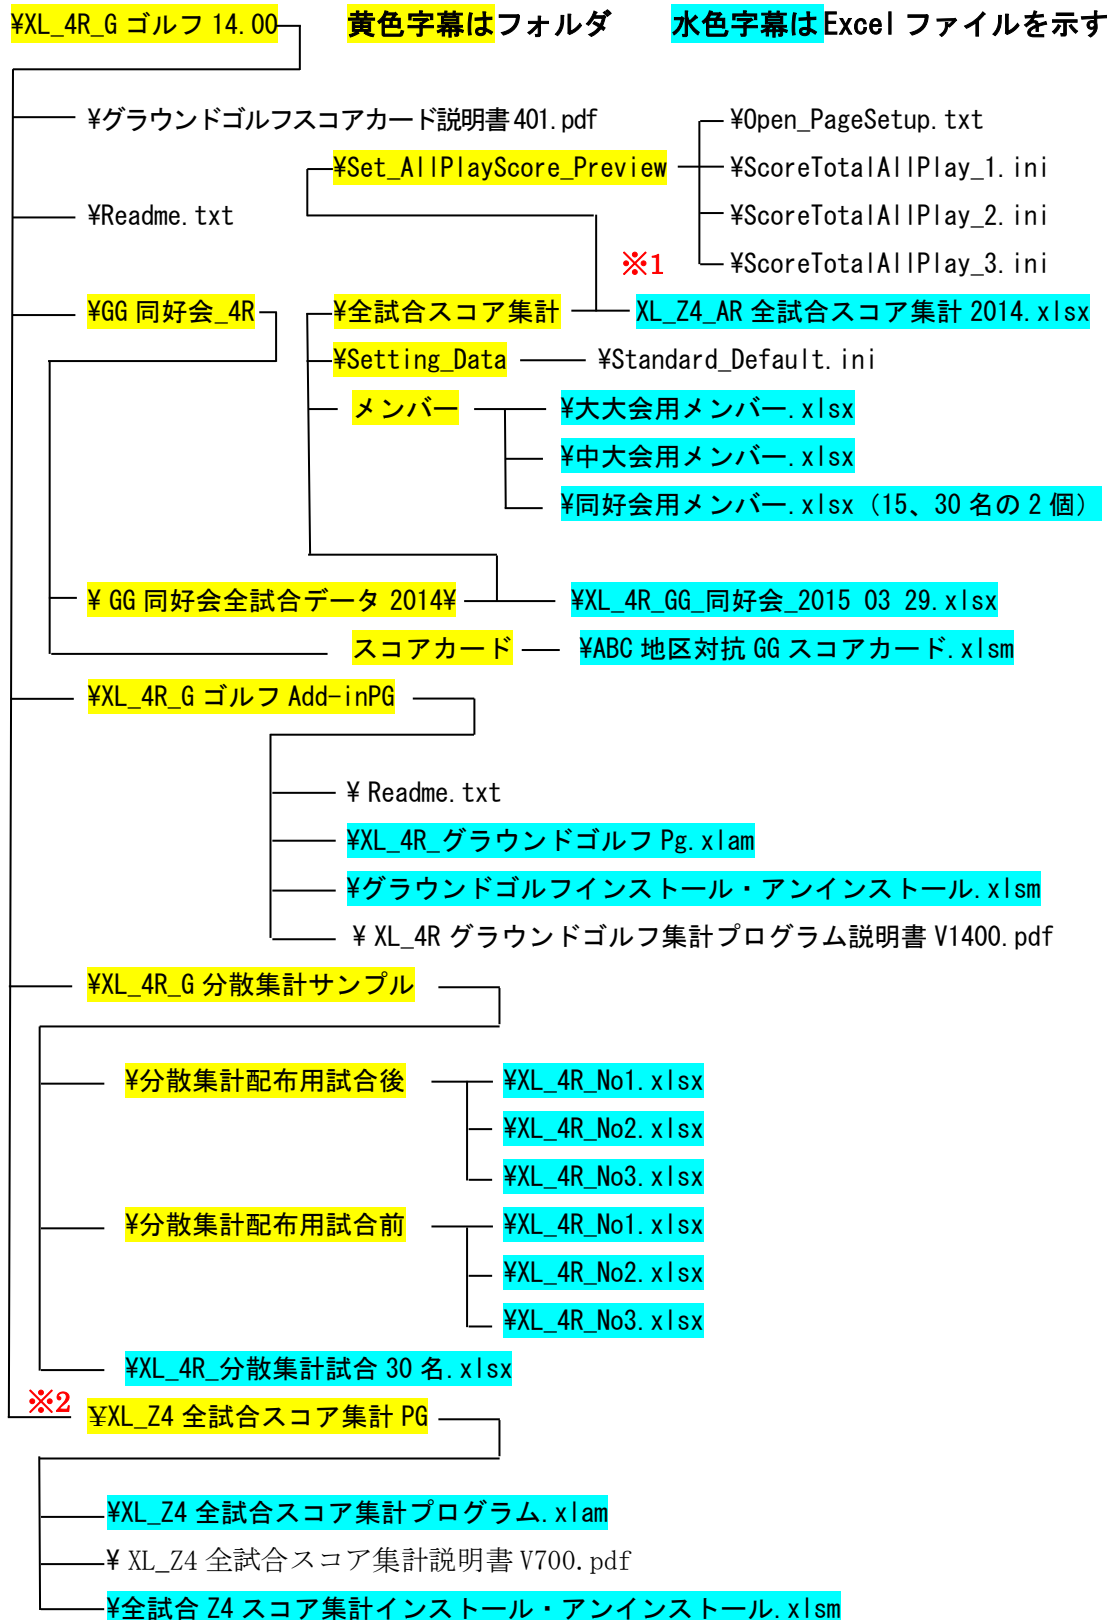 ¥XL_4R_G ゴルフ 14.00 黄色字幕はフォルダ 水色字幕は Excel ファイルを示す
¥グラウンドゴルフスコアカード説明書 401.pdf ¥Open_PageSetup.txt
¥Set_AllPlayScore_Preview ¥ScoreTotalAllPlay_1.ini
¥Readme.txt ¥ScoreTotalAllPlay_2.ini
※1 ¥ScoreTotalAllPlay_3.ini
¥GG 同好会_4R ¥全試合スコア集計 XL_Z4_AR 全試合スコア集計 2014.xlsx
¥Setting_Data ¥Standard_Default.ini
メンバー ¥大大会用メンバー.xlsx
¥中大会用メンバー.xlsx
¥同好会用メンバー.xlsx（15、30 名の 2 個）
¥ GG 同好会全試合データ 2014¥ ¥XL_4R_GG_同好会_2015 03 29.xlsx
スコアカード ¥ABC 地区対抗 GG スコアカード.xlsm
¥XL_4R_G ゴルフ Add-inPG
¥ Readme.txt
¥XL_4R_グラウンドゴルフ Pg.xlam
¥グラウンドゴルフインストール・アンインストール.xlsm
¥ XL_4R グラウンドゴルフ集計プログラム説明書 V1400.pdf
¥XL_4R_G 分散集計サンプル
¥分散集計配布用試合後 ¥XL_4R_No1.xlsx
¥XL_4R_No2.xlsx
¥XL_4R_No3.xlsx
¥分散集計配布用試合前 ¥XL_4R_No1.xlsx
¥XL_4R_No2.xlsx
¥XL_4R_No3.xlsx
¥XL_4R_分散集計試合 30 名.xlsx
※2 ¥XL_Z4 全試合スコア集計 PG
¥XL_Z4 全試合スコア集計プログラム.xlam
¥ XL_Z4 全試合スコア集計説明書 V700.pdf
¥全試合 Z4 スコア集計インストール・アンインストール.xlsm